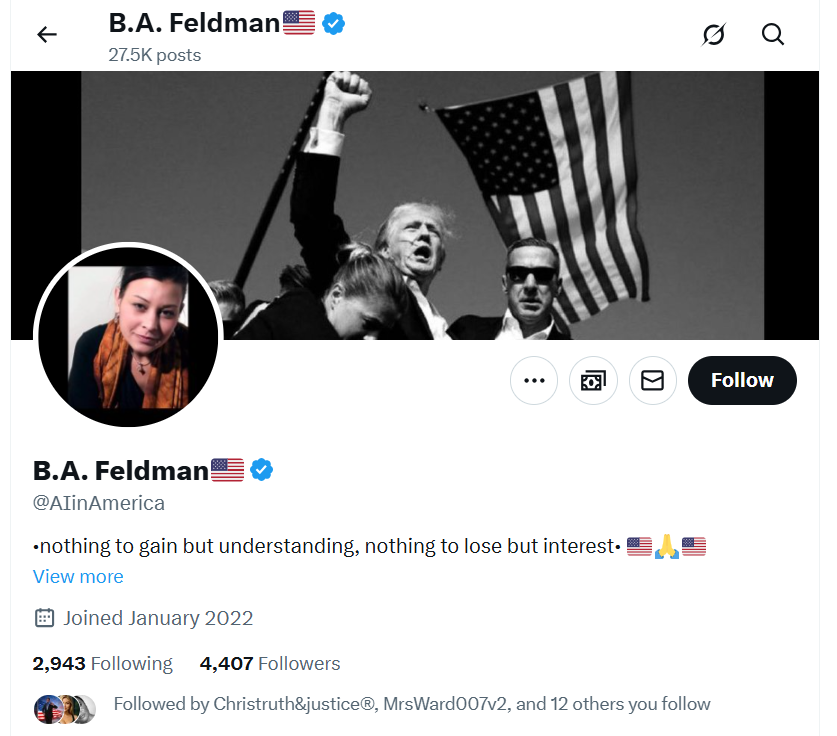 B.A. Feldman🇺🇸
27.5K posts
Follow
B.A. Feldman🇺🇸
@AIinAmerica
•nothing to gain but understanding, nothing to lose but interest• 🇺🇸🙏🇺🇸
View more
Joined January 2022
2,943 Following 4,407 Followers
Followed by Christruth&justice®, MrsWard007v2, and 12 others you follow